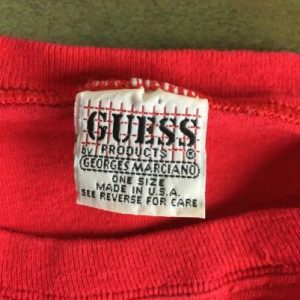 GUESS
by PRODUCTS ®
GEORGES MARCIANO
ONE SIZE
MADE IN U.S.A.
SEE REVERSE FOR CARE